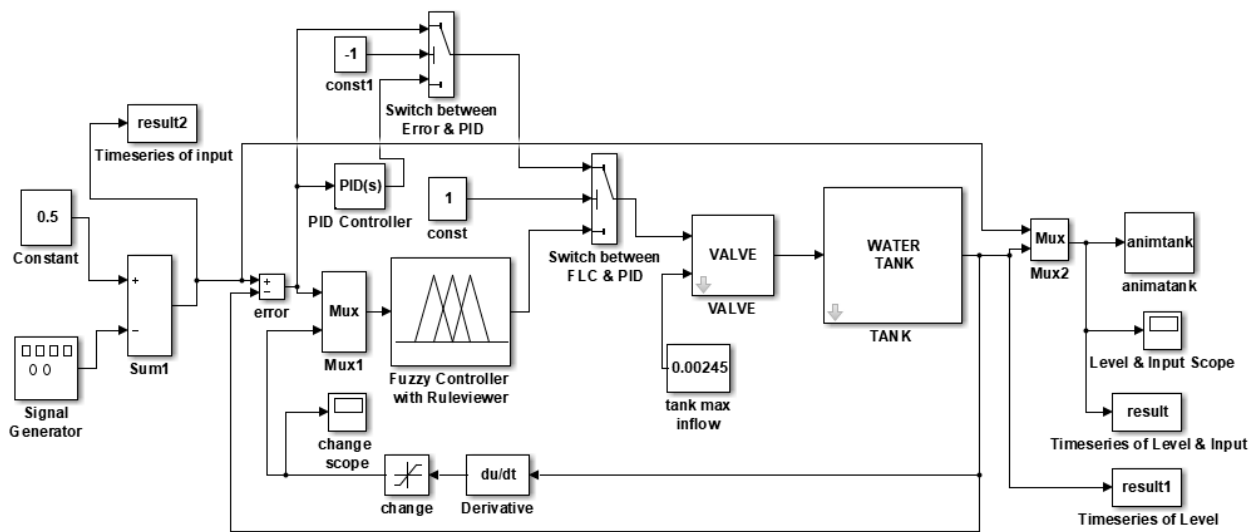 -1
const1
Switch between
Error & PID
result2
Timeseries of input
0.5
Constant
+
−
Sum1
Signal
Generator
+
−
error
PID(s)
PID Controller
1
const
Switch between
FLC & PID
Mux
Mux1
Fuzzy Controller
with Ruleviewer
VALVE
VALVE
WATER
TANK
TANK
0.00245
tank max
inflow
change
scope
change
du/dt
Derivative
Mux
Mux2
animtank
animatank
Level & Input Scope
result
Timeseries of Level & Input
result1
Timeseries of Level